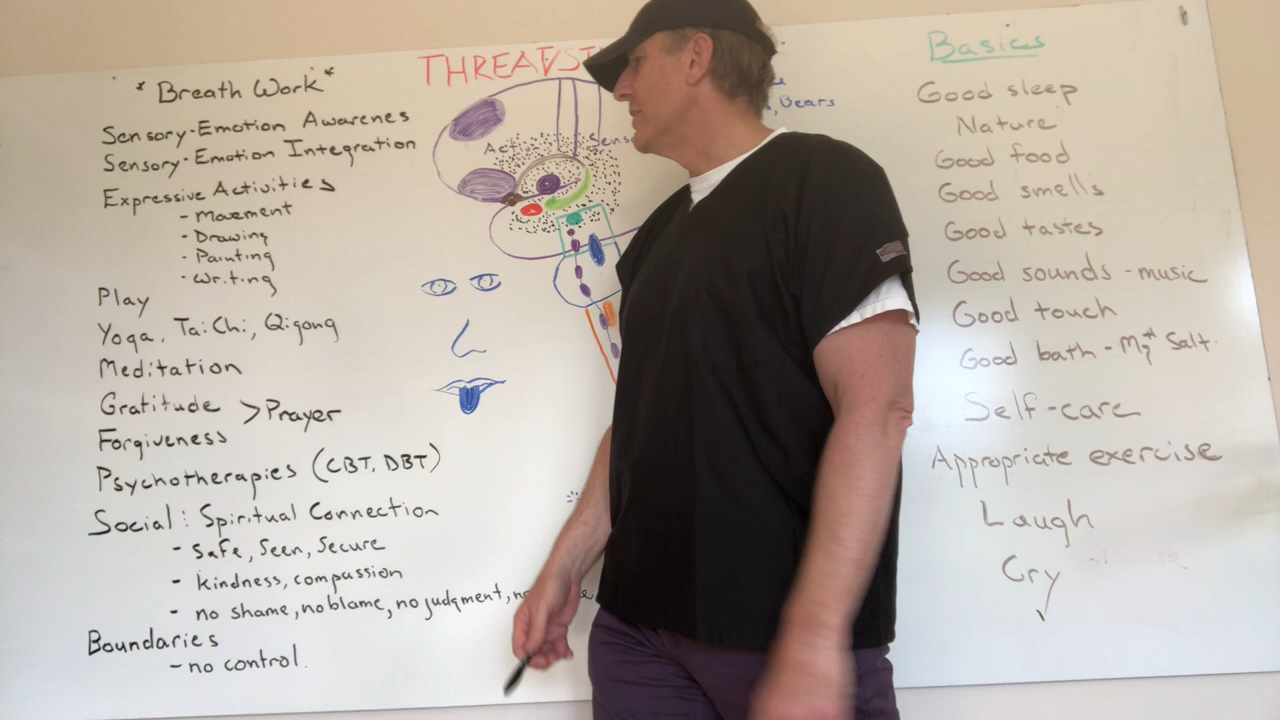 * Breath Work *
Sensory-Emotion Awarenes
Sensory-Emotion Integration
Expressive Activities
- Movement
- Drawing
- Painting
- Writing
Play
Yoga, Tai Chi, Qigong
Meditation
Gratitude > Prayer
Forgiveness
Psychotherapies (CBT, DBT)
Social : Spiritual Connection
- Safe, Seen, Secure
- kindness, compassion
- no shame, no blame, no judgment,
Boundaries
- no control.
THREAT/
Bears
Basics
Good sleep
Nature
Good food
Good smells
Good tastes
Good sounds - music
Good touch
Good bath - Salt.
Self-care
Appropriate exercise
Laugh
Cry